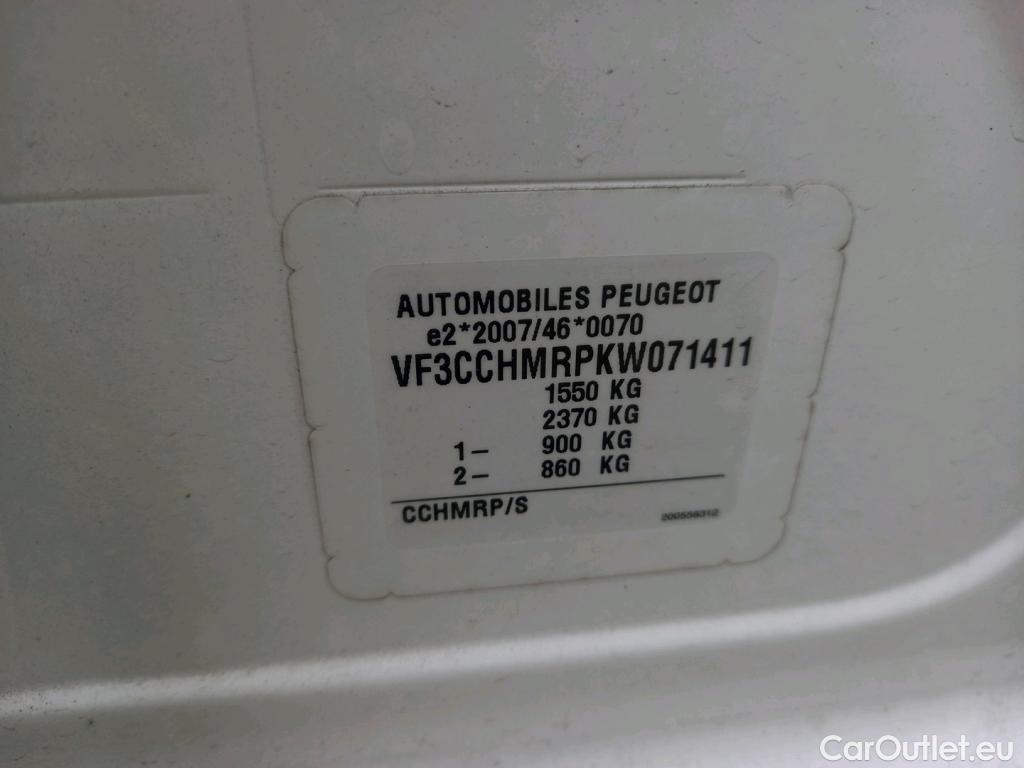 AUTOMOBILES PEUGEOT
e2*2007/46*0070
VF3CCHMRPKW071411
1550 KG
2370 KG
1- 900 KG
2- 860 KG
CCHMRP/S 200556312
CarOutlet.eu